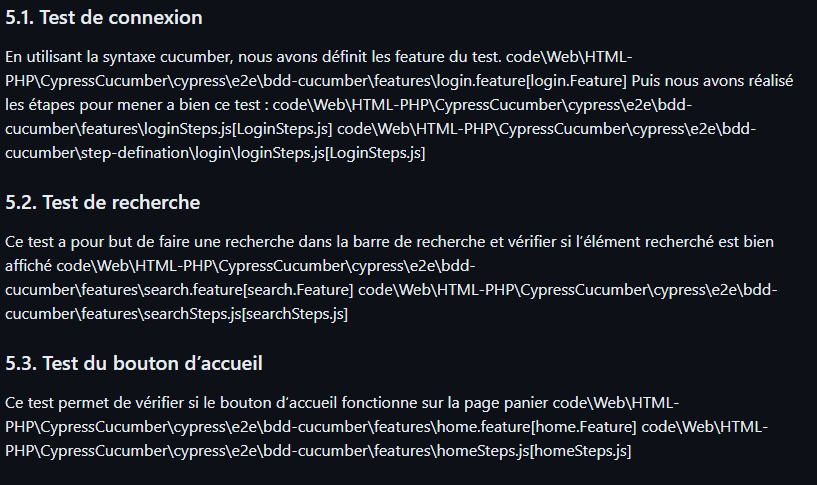 5.1. Test de connexion
En utilisant la syntaxe cucumber, nous avons définit les feature du test. code\Web\HTML-
PHP\CypressCucumber\cypress\e2e\bdd-cucumber\features\login.feature[login.Feature] Puis nous avons réalisé
les étapes pour mener a bien ce test : code\Web\HTML-PHP\CypressCucumber\cypress\e2e\bdd-
cucumber\features\loginSteps.js[LoginSteps.js] code\Web\HTML-PHP\CypressCucumber\cypress\e2e\bdd-
cucumber\step-defination\login\loginSteps.js[LoginSteps.js]
5.2. Test de recherche
Ce test a pour but de faire une recherche dans la barre de recherche et vérifier si l’élément recherché est bien
affiché code\Web\HTML-PHP\CypressCucumber\cypress\e2e\bdd-
cucumber\features\search.feature[search.Feature] code\Web\HTML-PHP\CypressCucumber\cypress\e2e\bdd-
cucumber\features\searchSteps.js[searchSteps.js]
5.3. Test du bouton d’accueil
Ce test permet de vérifier si le bouton d’accueil fonctionne sur la page panier code\Web\HTML-
PHP\CypressCucumber\cypress\e2e\bdd-cucumber\features\home.feature[home.Feature] code\Web\HTML-
PHP\CypressCucumber\cypress\e2e\bdd-cucumber\features\homeSteps.js[homeSteps.js]